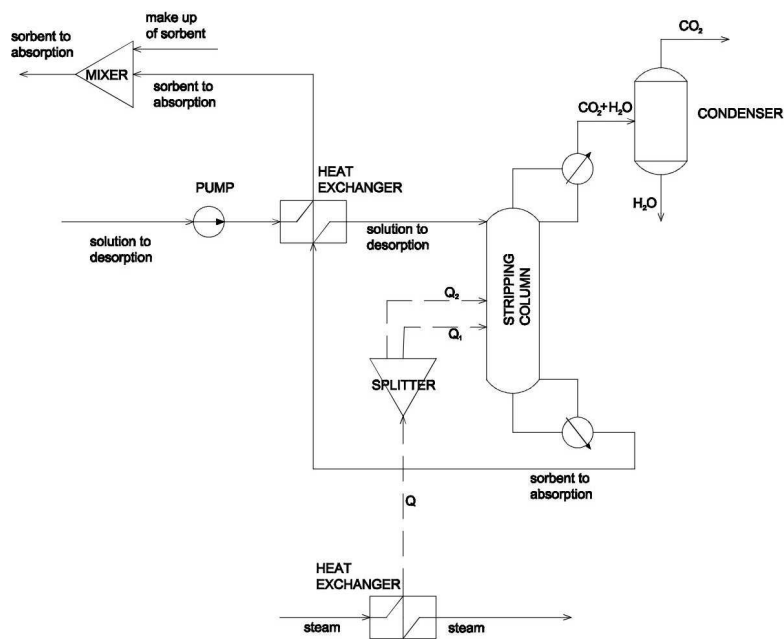 make up
of sorbent
sorbent to
absorption
MIXER
sorbent to
absorption
CO₂
CO₂+H₂O
CONDENSER
H₂O
HEAT
EXCHANGER
PUMP
solution to
desorption
solution to
desorption
STRIPPING
COLUMN
Q₂
Q₁
SPLITTER
sorbent to
absorption
Q
HEAT
EXCHANGER
steam
steam